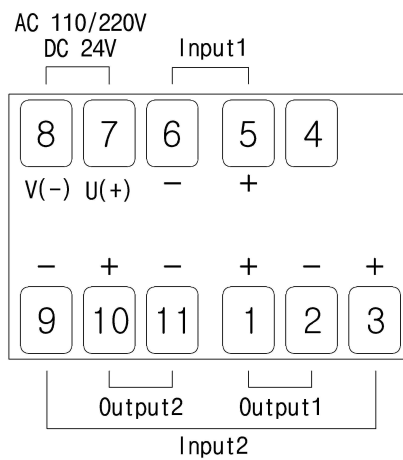 AC 110/220V
DC 24V
Input1
8 7 6 5 4
V(-) U(+) - +
- + - + - +
9 10 11 1 2 3
Output2 Output1
Input2